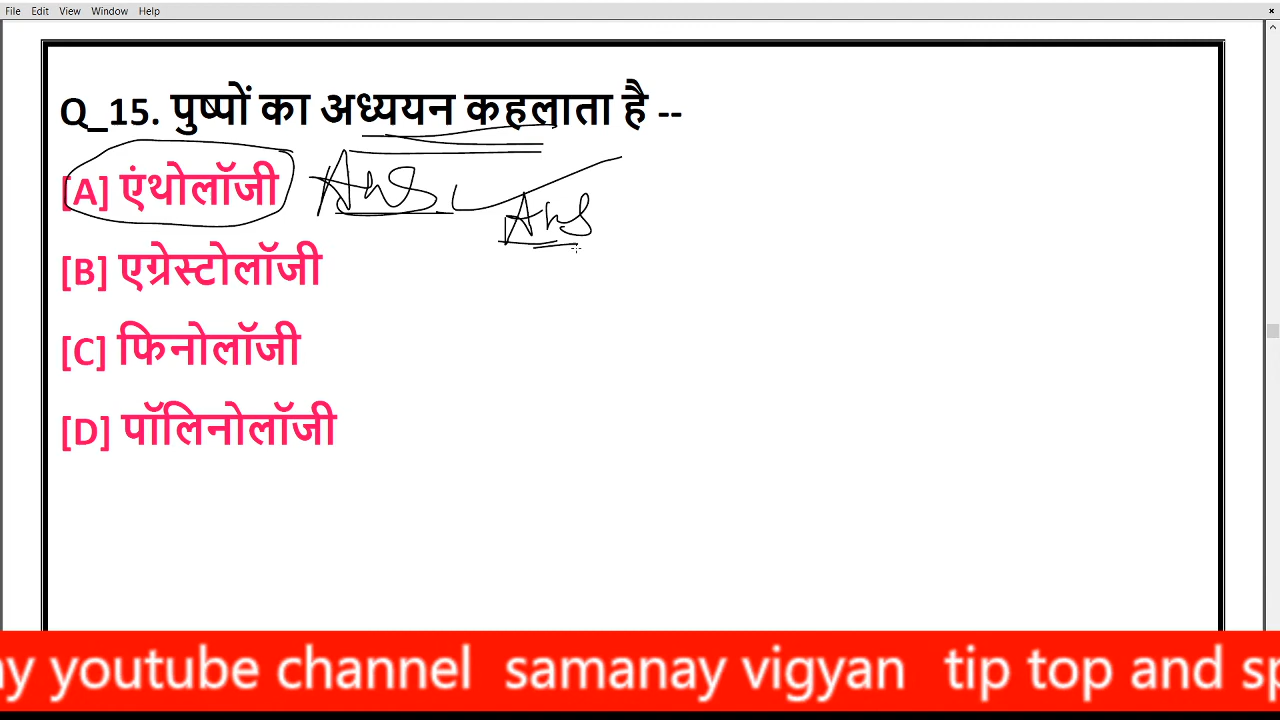 File Edit View Window Help
Q_15. पुष्पों का अध्ययन कहलाता है --
[A] एंथोलॉजी Ans.
Ans
[B] एग्रेस्टोलॉजी
[C] फिनोलॉजी
[D] पॉलिनोलॉजी
ny youtube channel samanay vigyan tip top and sp